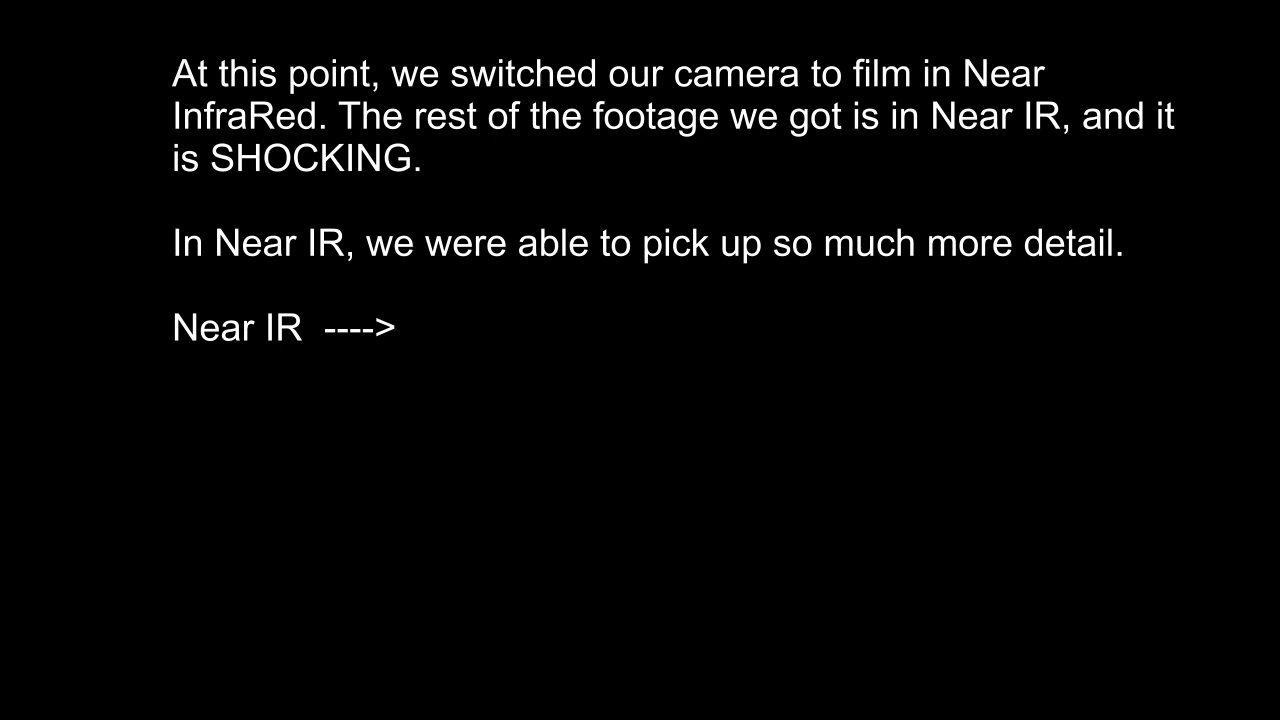 At this point, we switched our camera to film in Near
InfraRed. The rest of the footage we got is in Near IR, and it
is SHOCKING.
In Near IR, we were able to pick up so much more detail.
Near IR  ---->